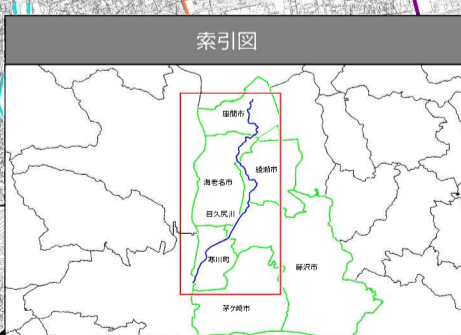 索引図
座間市
綾瀬市
海老名市
目久尻川
寒川町
藤沢市
茅ケ崎市